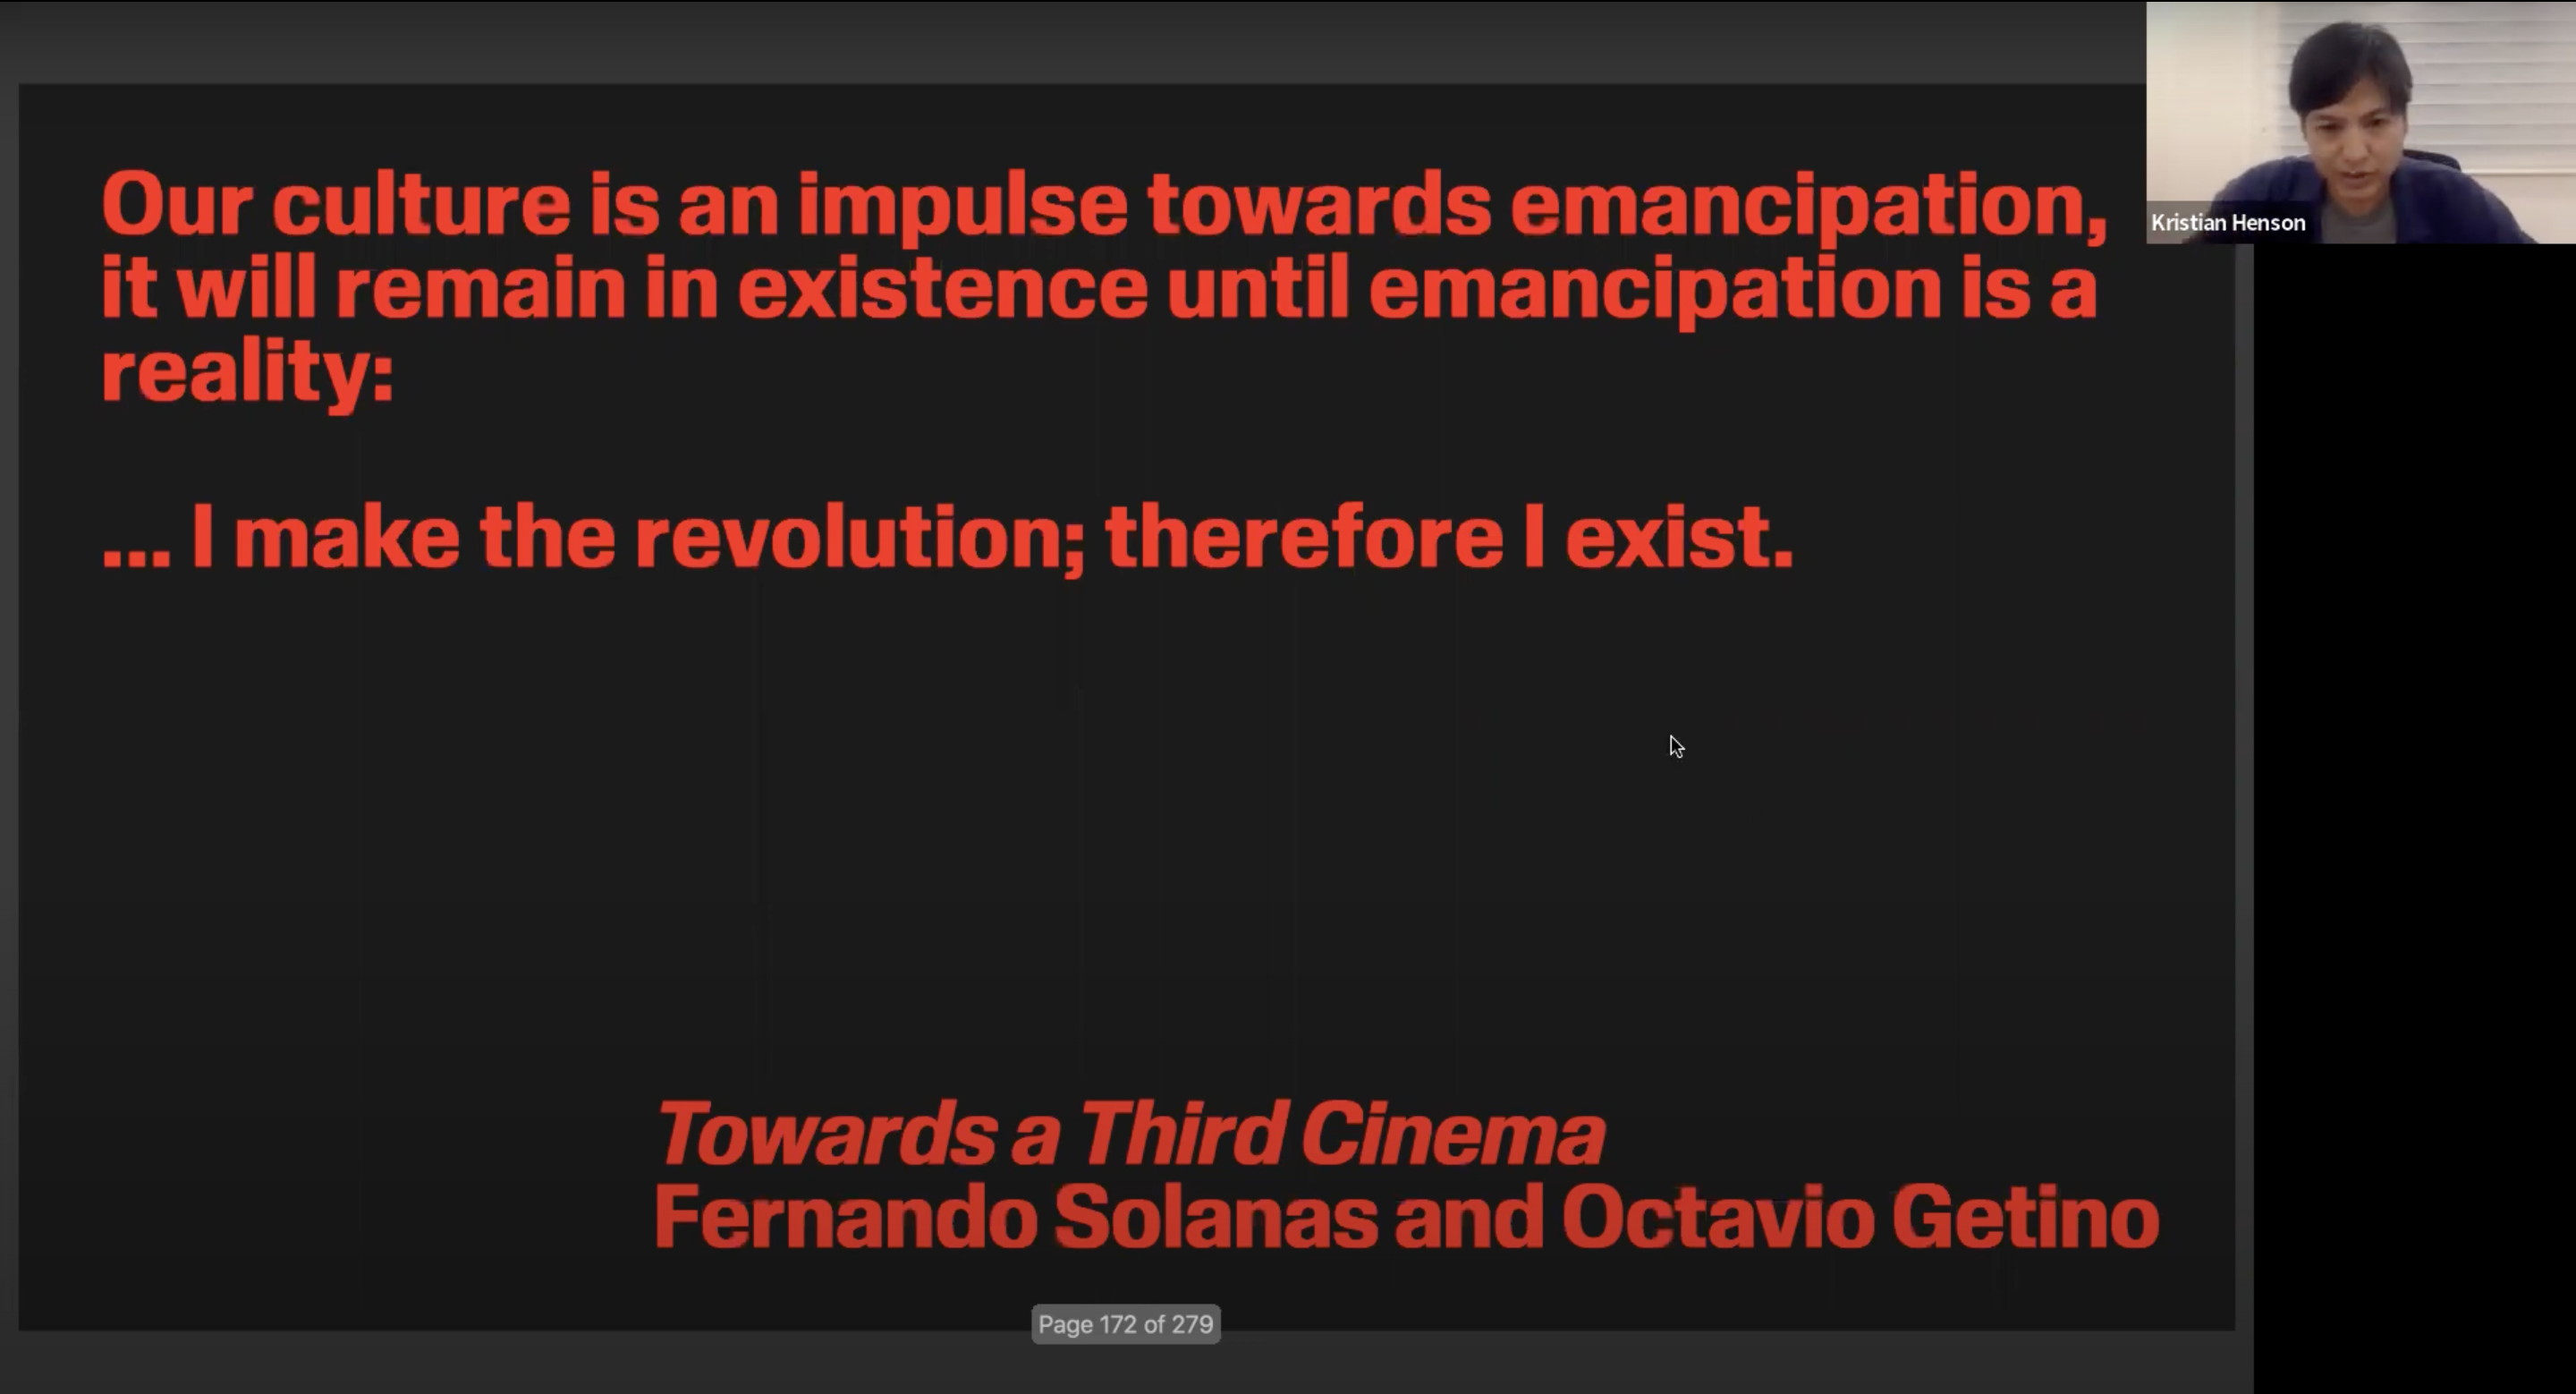 Our culture is an impulse towards emancipation,
it will remain in existence until emancipation is a
reality:
... I make the revolution; therefore I exist.
Towards a Third Cinema
Fernando Solanas and Octavio Getino
Page 172 of 279
Kristian Henson